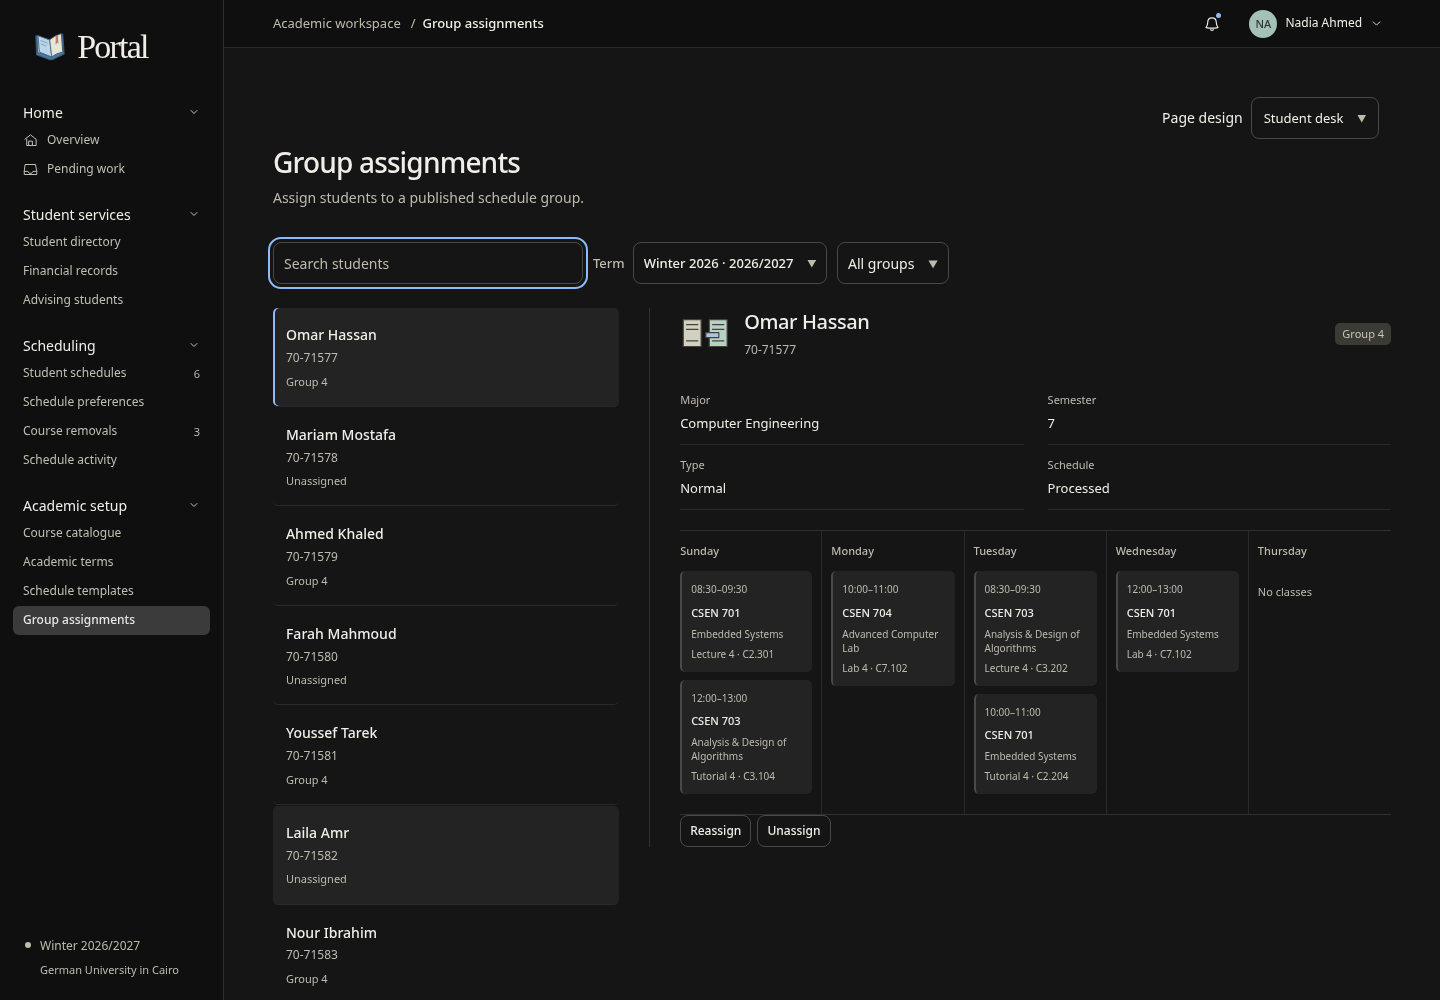 Portal
Academic workspace / Group assignments
NA Nadia Ahmed
Home
Overview
Pending work
Student services
Student directory
Financial records
Advising students
Scheduling
Student schedules 6
Schedule preferences
Course removals 3
Schedule activity
Academic setup
Course catalogue
Academic terms
Schedule templates
Group assignments
Winter 2026/2027
German University in Cairo
Page design Student desk
Group assignments
Assign students to a published schedule group.
Search students Term Winter 2026 · 2026/2027 All groups
Omar Hassan
70-71577
Group 4
Mariam Mostafa
70-71578
Unassigned
Ahmed Khaled
70-71579
Group 4
Farah Mahmoud
70-71580
Unassigned
Youssef Tarek
70-71581
Group 4
Laila Amr
70-71582
Unassigned
Nour Ibrahim
70-71583
Group 4
Omar Hassan
70-71577
Group 4
Major
Computer Engineering
Semester
7
Type
Normal
Schedule
Processed
Sunday
08:30–09:30
CSEN 701
Embedded Systems
Lecture 4 · C2.301
12:00–13:00
CSEN 703
Analysis & Design of
Algorithms
Tutorial 4 · C3.104
Monday
10:00–11:00
CSEN 704
Advanced Computer
Lab
Lab 4 · C7.102
Tuesday
08:30–09:30
CSEN 703
Analysis & Design of
Algorithms
Lecture 4 · C3.202
10:00–11:00
CSEN 701
Embedded Systems
Tutorial 4 · C2.204
Wednesday
12:00–13:00
CSEN 701
Embedded Systems
Lab 4 · C7.102
Thursday
No classes
Reassign Unassign